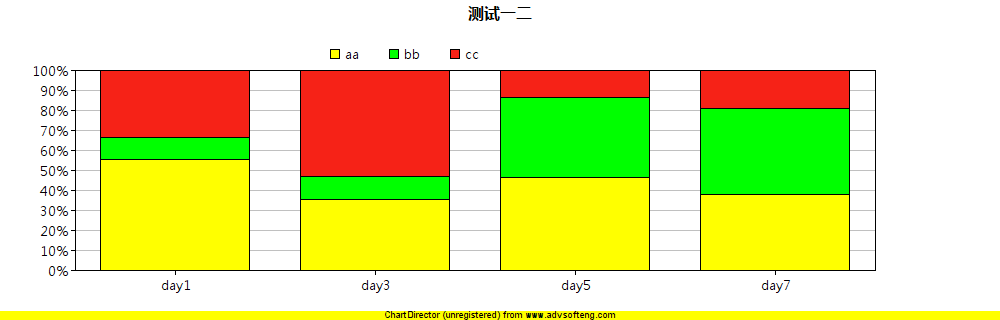 测试一二
aa bb cc
100%
90%
80%
70%
60%
50%
40%
30%
20%
10%
0%
day1 day3 day5 day7
ChartDirector (unregistered) from www.advsofteng.com